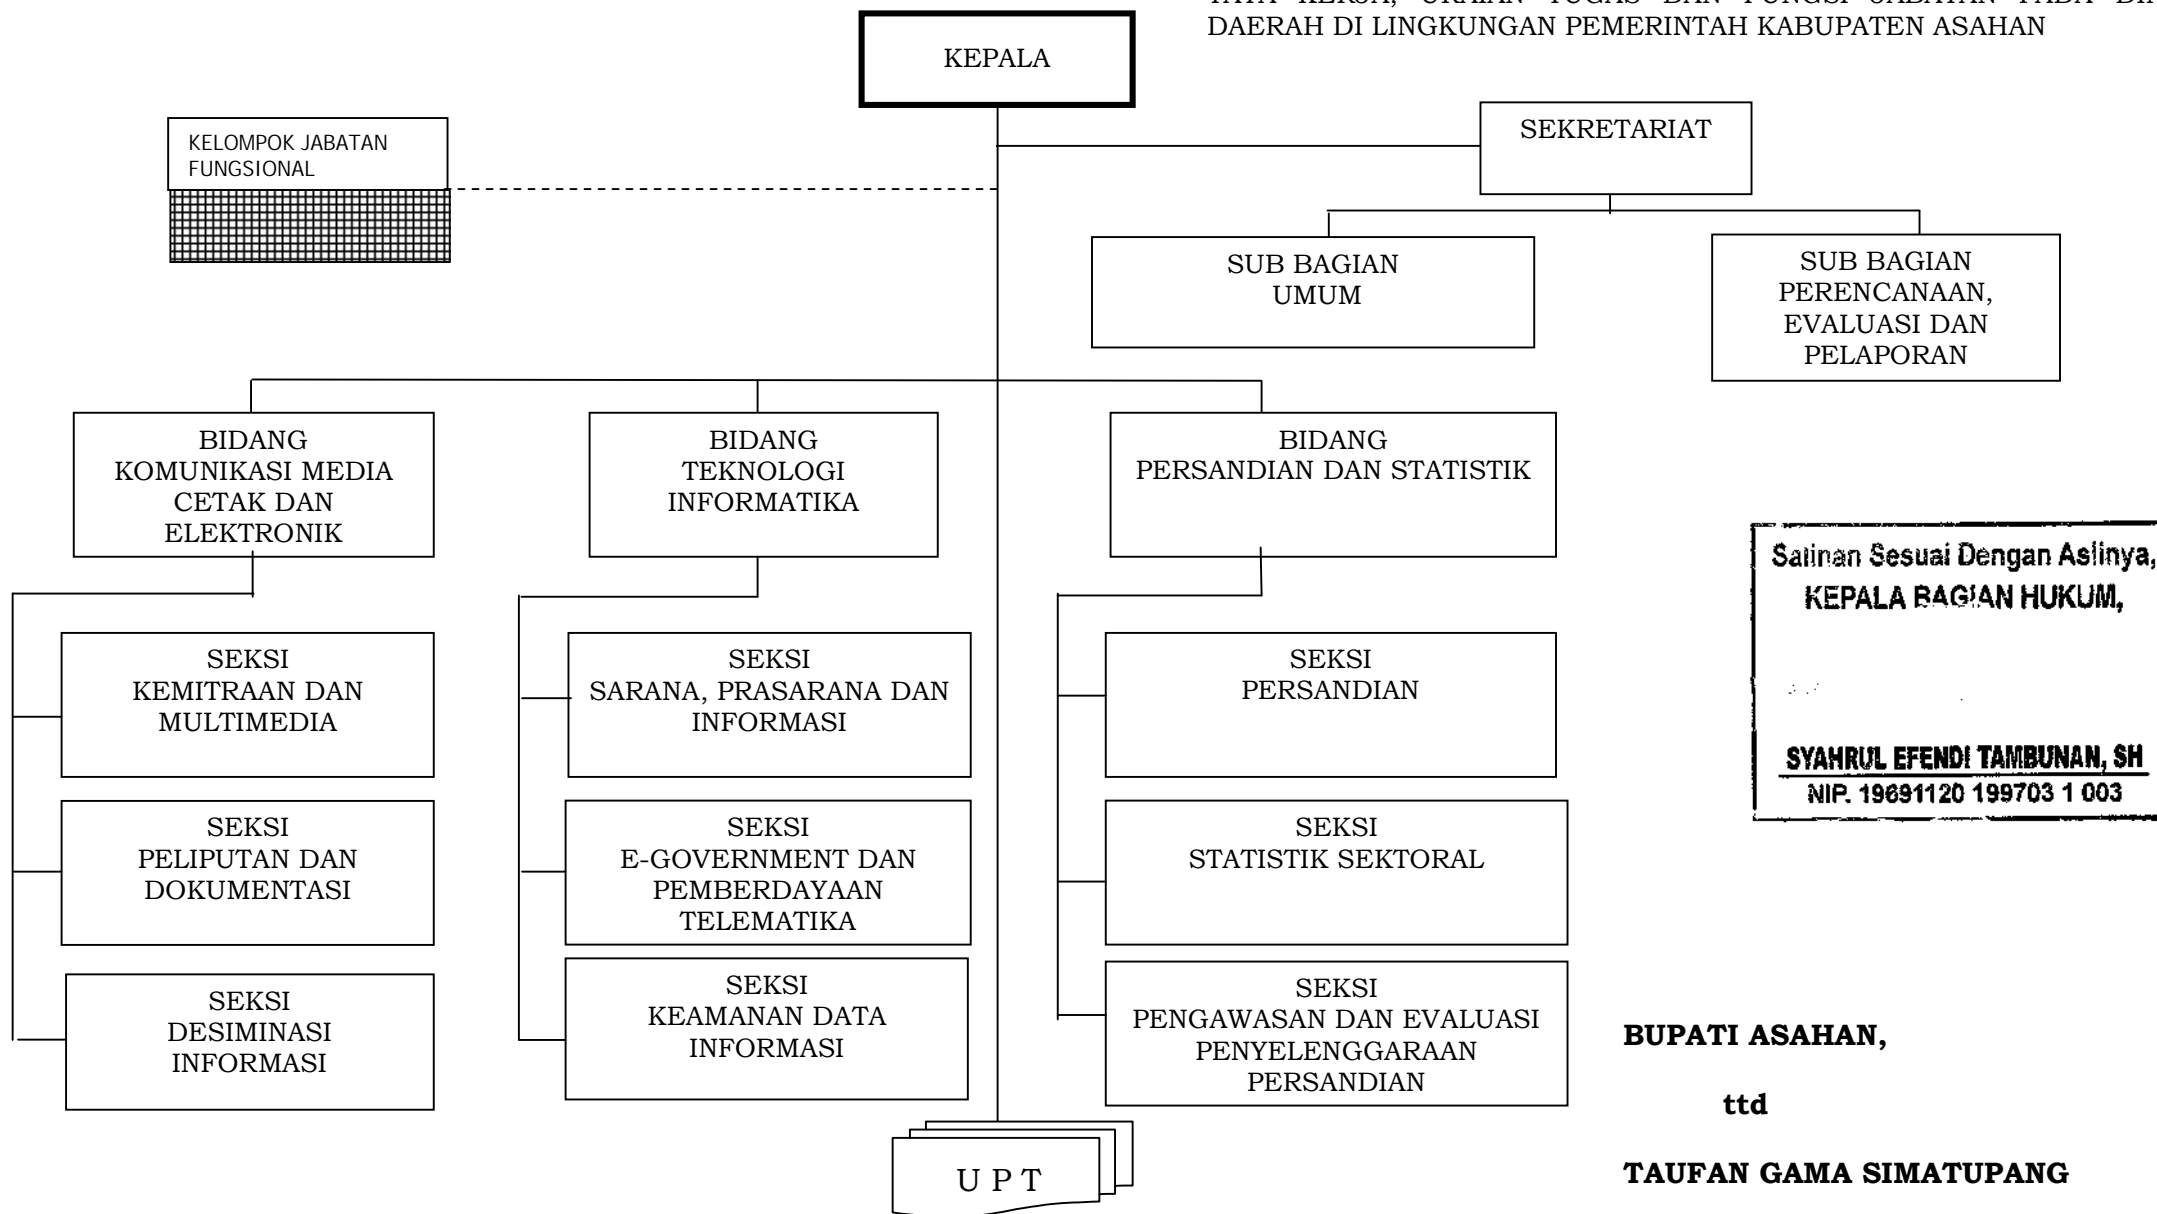 TATA KERJA, URAIAN TUGAS DAN FUNGSI JABATAN PADA
DAERAH DI LINGKUNGAN PEMERINTAH KABUPATEN ASAHAN
KEPALA
KELOMPOK JABATAN
FUNGSIONAL
SEKRETARIAT
SUB BAGIAN
UMUM
SUB BAGIAN
PERENCANAAN,
EVALUASI DAN
PELAPORAN
BIDANG
KOMUNIKASI MEDIA
CETAK DAN
ELEKTRONIK
BIDANG
TEKNOLOGI
INFORMATIKA
BIDANG
PERSANDIAN DAN STATISTIK
SEKSI
KEMITRAAN DAN
MULTIMEDIA
SEKSI
PELIPUTAN DAN
DOKUMENTASI
SEKSI
DESIMINASI
INFORMASI
SEKSI
SARANA, PRASARANA DAN
INFORMASI
SEKSI
E-GOVERNMENT DAN
PEMBERDAYAAN
TELEMATIKA
SEKSI
KEAMANAN DATA
INFORMASI
SEKSI
PERSANDIAN
SEKSI
STATISTIK SEKTORAL
SEKSI
PENGAWASAN DAN EVALUASI
PENYELENGGARAAN
PERSANDIAN
U P T
Salinan Sesuai Dengan Aslinya,
KEPALA BAGIAN HUKUM,
SYAHRUL EFENDI TAMBUNAN, SH
NIP. 19691120 199703 1 003
BUPATI ASAHAN,
ttd
TAUFAN GAMA SIMATUPANG